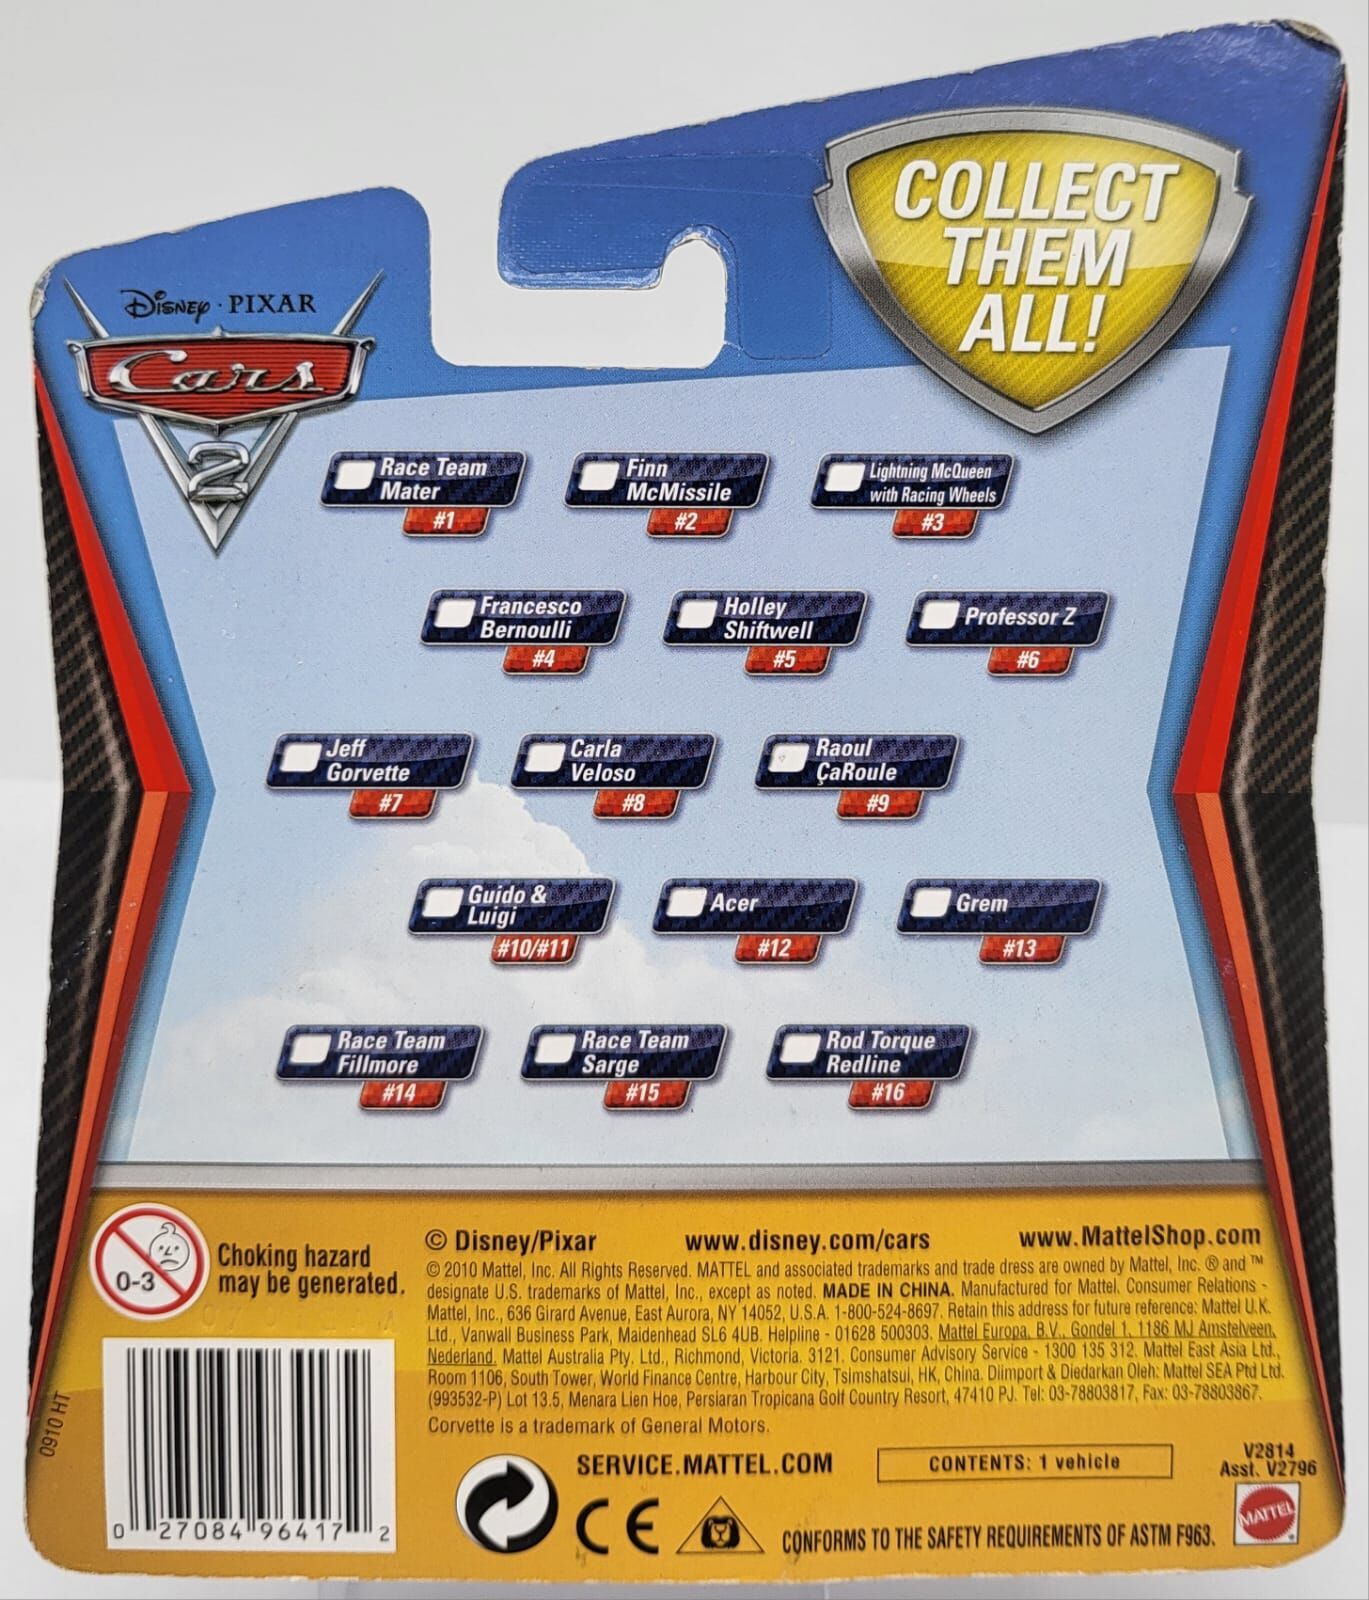 COLLECT
THEM
ALL!
Disney · PIXAR
Cars
2
Race Team
Mater
#1
Finn
McMissile
#2
Lightning McQueen
with Racing Wheels
#3
Francesco
Bernoulli
#4
Holley
Shiftwell
#5
Professor Z
#6
Jeff
Gorvette
#7
Carla
Veloso
#8
Raoul
ÇaRoule
#9
Guido &
Luigi
#10/#11
Acer
#12
Grem
#13
Race Team
Fillmore
#14
Race Team
Sarge
#15
Rod Torque
Redline
#16
0-3
Choking hazard
may be generated.
© Disney/Pixar www.disney.com/cars www.MattelShop.com
© 2010 Mattel, Inc. All Rights Reserved. MATTEL and associated trademarks and trade dress are owned by Mattel, Inc. ® and ™
designate U.S. trademarks of Mattel, Inc., except as noted. MADE IN CHINA. Manufactured for Mattel. Consumer Relations -
Mattel, Inc., 636 Girard Avenue, East Aurora, NY 14052, U.S.A. 1-800-524-8697. Retain this address for future reference: Mattel U.K.
Ltd., Vanwall Business Park, Maidenhead SL6 4UB. Helpline - 01628 500303. Mattel Europa, B.V., Gondel 1, 1186 MJ Amstelveen,
Nederland. Mattel Australia Pty. Ltd., Richmond, Victoria. 3121. Consumer Advisory Service - 1300 135 312. Mattel East Asia Ltd.,
Room 1106, South Tower, World Finance Centre, Harbour City, Tsimshatsui, HK, China. Diimport & Diedarkan Oleh: Mattel SEA Ptd Ltd.
(993532-P) Lot 13.5, Menara Lien Hoe, Persiaran Tropicana Golf Country Resort, 47410 PJ. Tel: 03-78803817, Fax: 03-78803867.
Corvette is a trademark of General Motors.
0910 HT
0 27084 96417 2
SERVICE.MATTEL.COM
CONTENTS: 1 vehicle
V2814
Asst. V2796
CE
CONFORMS TO THE SAFETY REQUIREMENTS OF ASTM F963.
MATTEL